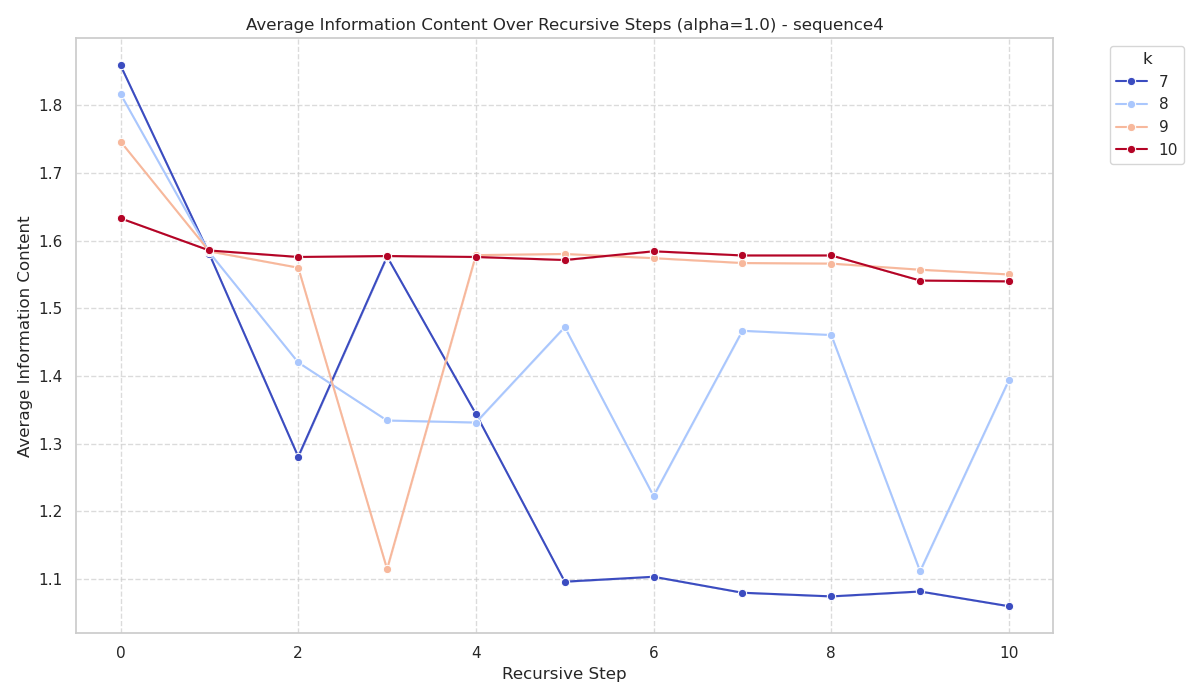 Average Information Content Over Recursive Steps (alpha=1.0) - sequence4
k
7
8
9
10
Average Information Content
1.8
1.7
1.6
1.5
1.4
1.3
1.2
1.1
0 2 4 6 8 10
Recursive Step